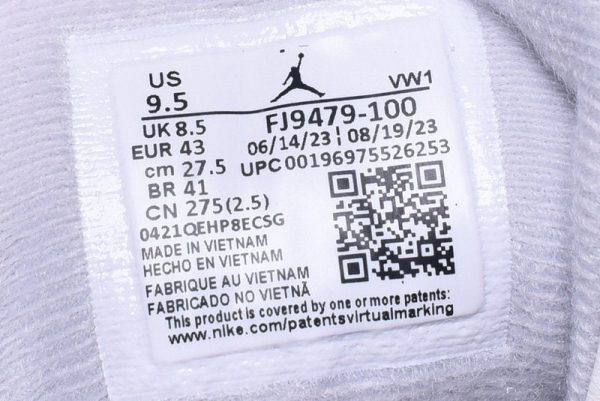 US
9.5
VW1
UK 8.5
FJ9479-100
EUR 43
06/14/23 | 08/19/23
cm 27.5
UPC 00196975526253
BR 41
CN 275(2.5)
0421QEHP8ECSG
MADE IN VIETNAM
HECHO EN VIETNAM
FABRIQUE AU VIETNAM
FABRICADO NO VIETNÃ
This product is covered by one or more patents:
www.nike.com/patentsvirtualmarking